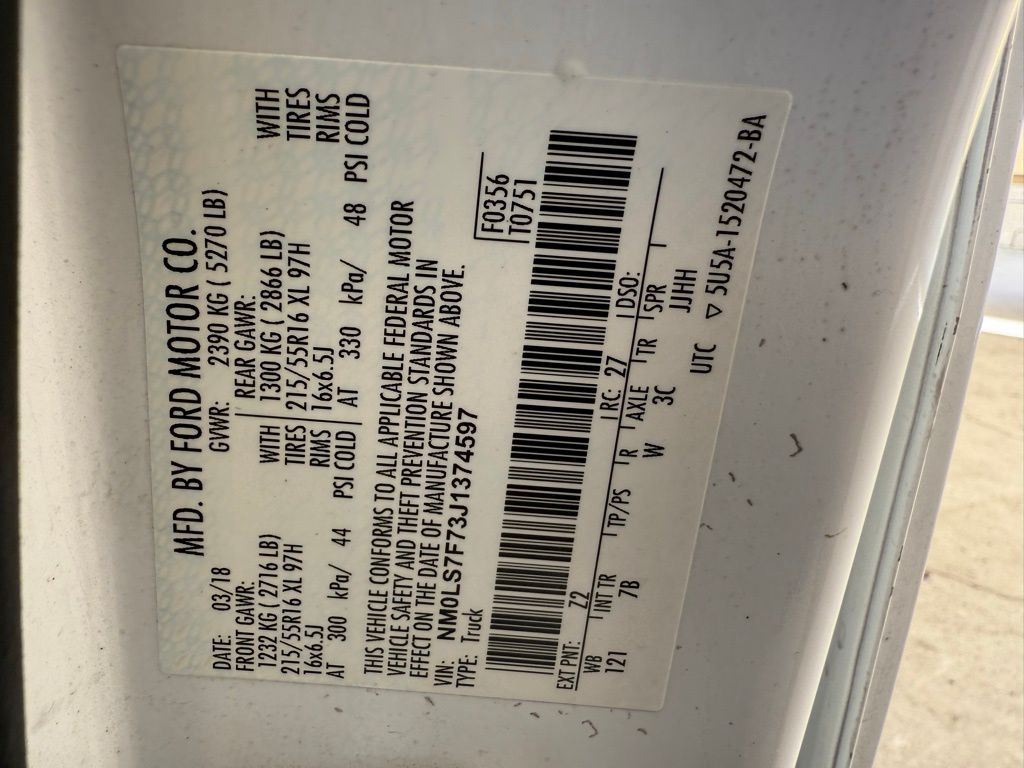 MFD. BY FORD MOTOR CO.
DATE: 03/18 GVWR: 2390 KG ( 5270 LB)
FRONT GAWR: REAR GAWR:
1232 KG ( 2716 LB) WITH 1300 KG ( 2866 LB) WITH
215/55R16 XL 97H TIRES 215/55R16 XL 97H TIRES
16x6.5J RIMS 16x6.5J RIMS
AT 300 kPa/ 44 PSI COLD AT 330 kPa/ 48 PSI COLD
THIS VEHICLE CONFORMS TO ALL APPLICABLE FEDERAL MOTOR
VEHICLE SAFETY AND THEFT PREVENTION STANDARDS IN
EFFECT ON THE DATE OF MANUFACTURE SHOWN ABOVE.
VIN: NM0LS7F73J1374597 F0356
TYPE: Truck T0751
EXT PNT: Z2 RC: 27 DSO:
WB INT TR TP/PS R AXLE TR SPR
121 7B W 3C JJHH
UTC ▽ 5U5A-1520472-BA